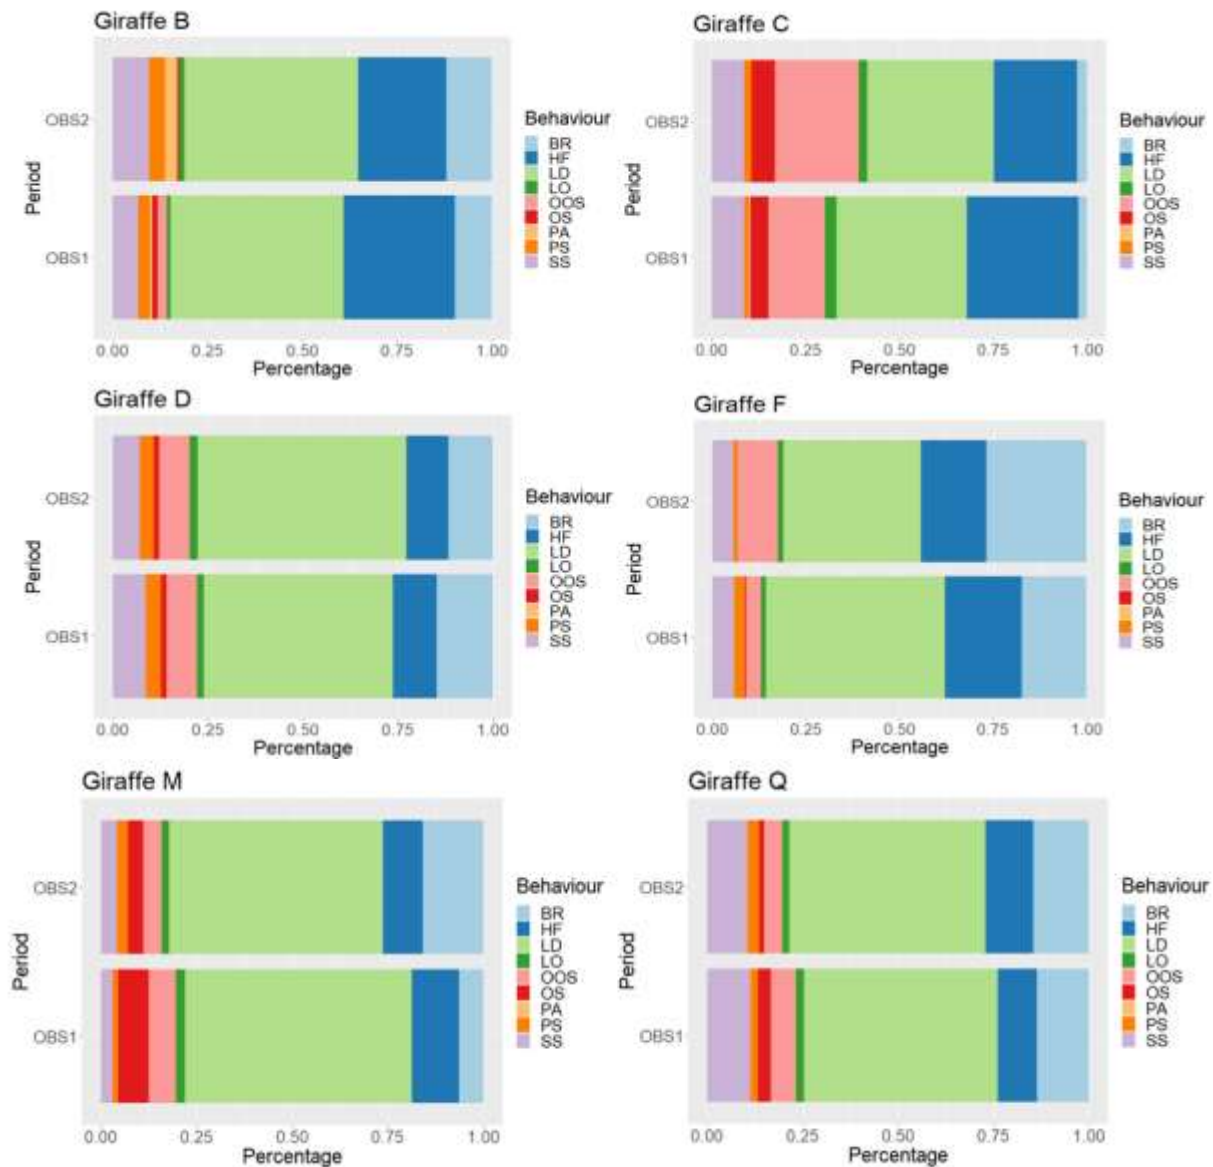 Giraffe B
Period
OBS2
OBS1
0.00 0.25 0.50 0.75 1.00
Percentage
Behaviour
BR
HF
LD
LO
OOS
OS
PA
PS
SS
Giraffe C
Period
OBS2
OBS1
0.00 0.25 0.50 0.75 1.00
Percentage
Behaviour
BR
HF
LD
LO
OOS
OS
PA
PS
SS
Giraffe D
Period
OBS2
OBS1
0.00 0.25 0.50 0.75 1.00
Percentage
Behaviour
BR
HF
LD
LO
OOS
OS
PA
PS
SS
Giraffe F
Period
OBS2
OBS1
0.00 0.25 0.50 0.75 1.00
Percentage
Behaviour
BR
HF
LD
LO
OOS
OS
PA
PS
SS
Giraffe M
Period
OBS2
OBS1
0.00 0.25 0.50 0.75 1.00
Percentage
Behaviour
BR
HF
LD
LO
OOS
OS
PA
PS
SS
Giraffe Q
Period
OBS2
OBS1
0.00 0.25 0.50 0.75 1.00
Percentage
Behaviour
BR
HF
LD
LO
OOS
OS
PA
PS
SS